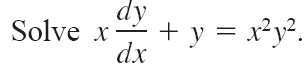 Solve x dy/dx + y = x²y².